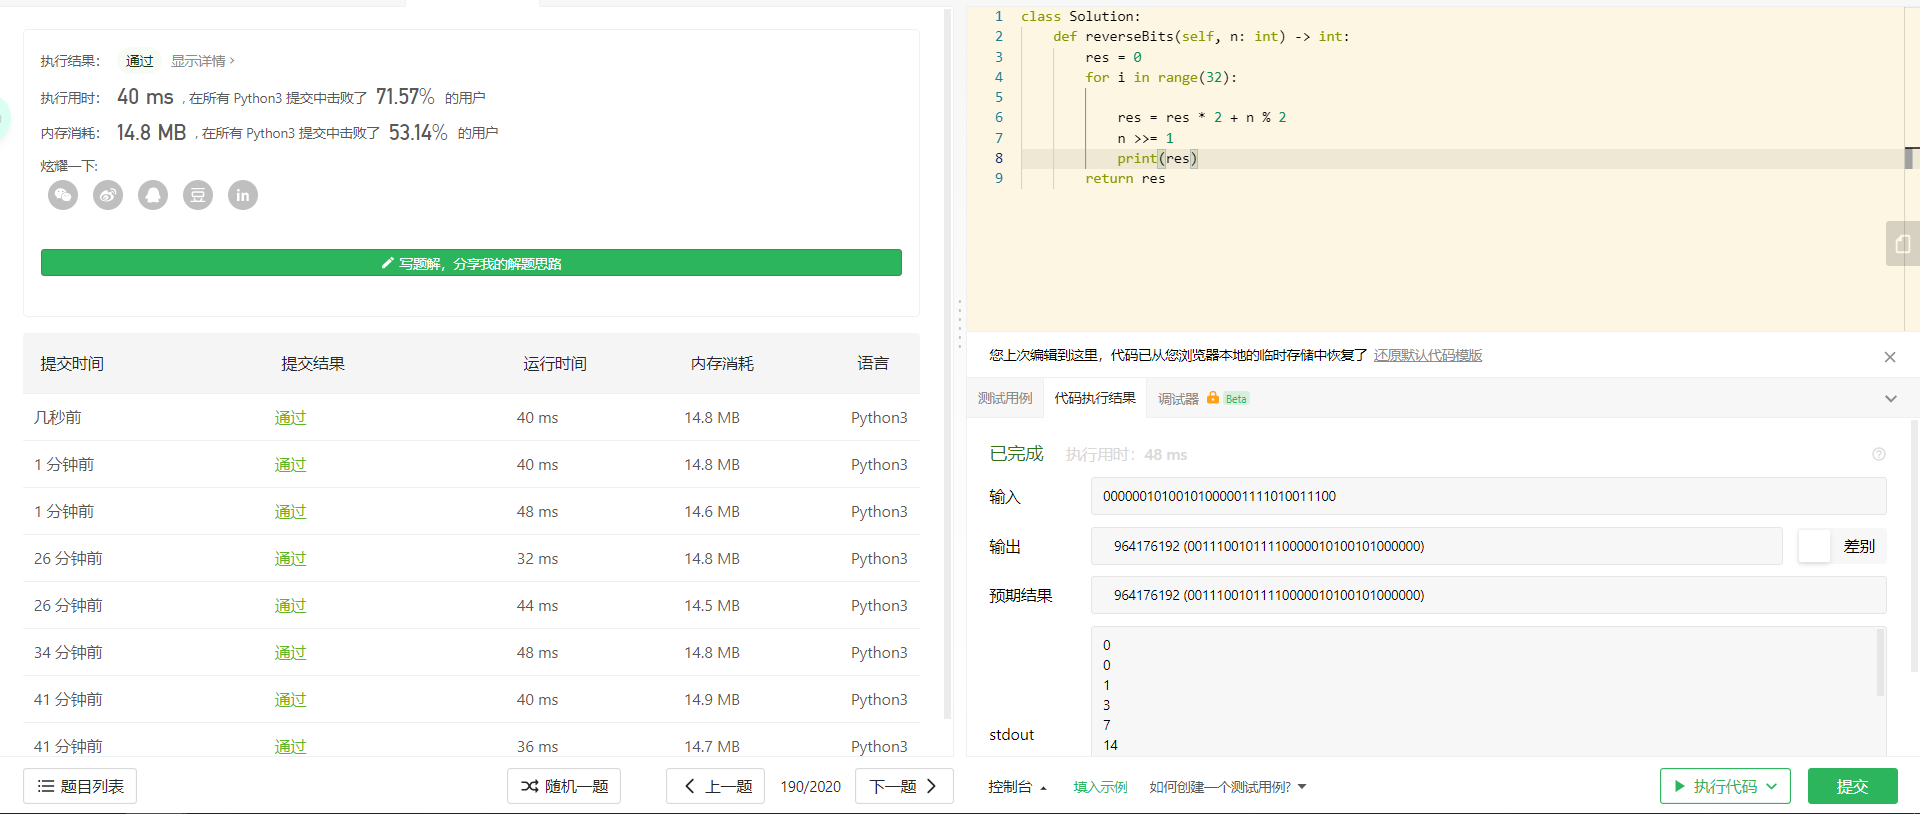 执行结果： 通过 显示详情 ›
执行用时： 40 ms , 在所有 Python3 提交中击败了 71.57% 的用户
内存消耗： 14.8 MB , 在所有 Python3 提交中击败了 53.14% 的用户
炫耀一下:
豆 in
写题解，分享我的解题思路
提交时间 提交结果 运行时间 内存消耗 语言
几秒前 通过 40 ms 14.8 MB Python3
1 分钟前 通过 40 ms 14.8 MB Python3
1 分钟前 通过 48 ms 14.6 MB Python3
26 分钟前 通过 32 ms 14.8 MB Python3
26 分钟前 通过 44 ms 14.5 MB Python3
34 分钟前 通过 48 ms 14.8 MB Python3
41 分钟前 通过 40 ms 14.9 MB Python3
41 分钟前 通过 36 ms 14.7 MB Python3
题目列表 随机一题 上一题 190/2020 下一题
1 class Solution:
2 def reverseBits(self, n: int) -> int:
3 res = 0
4 for i in range(32):
5
6 res = res * 2 + n % 2
7 n >>= 1
8 print(res)
9 return res
您上次编辑到这里，代码已从您浏览器本地的临时存储中恢复了 还原默认代码模版
测试用例 代码执行结果 调试器 Beta
已完成 执行用时：48 ms
输入 00000010100101000001111010011100
输出 964176192 (00111001011110000010100101000000) 差别
预期结果 964176192 (00111001011110000010100101000000)
0
0
1
3
7
stdout
14
控制台 填入示例 如何创建一个测试用例? 执行代码 提交